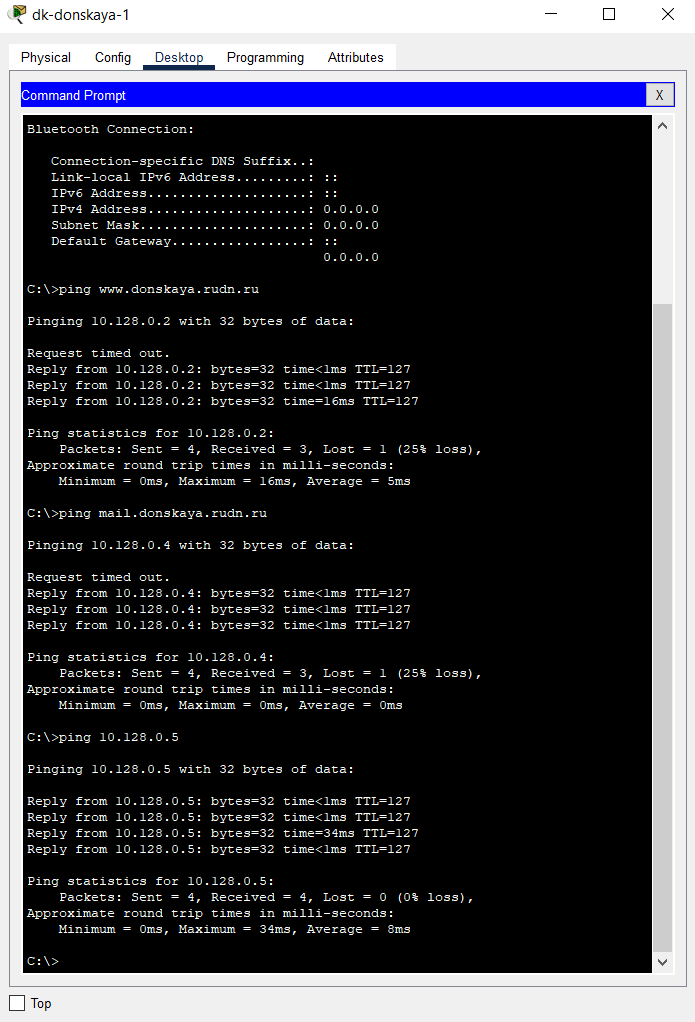 dk-donskaya-1
Physical Config Desktop Programming Attributes
Command Prompt
X
Bluetooth Connection:
Connection-specific DNS Suffix..:
Link-local IPv6 Address.........: ::
IPv6 Address....................: ::
IPv4 Address....................: 0.0.0.0
Subnet Mask.....................: 0.0.0.0
Default Gateway.................: ::
0.0.0.0
C:\>ping www.donskaya.rudn.ru
Pinging 10.128.0.2 with 32 bytes of data:
Request timed out.
Reply from 10.128.0.2: bytes=32 time<1ms TTL=127
Reply from 10.128.0.2: bytes=32 time<1ms TTL=127
Reply from 10.128.0.2: bytes=32 time=16ms TTL=127
Ping statistics for 10.128.0.2:
Packets: Sent = 4, Received = 3, Lost = 1 (25% loss),
Approximate round trip times in milli-seconds:
Minimum = 0ms, Maximum = 16ms, Average = 5ms
C:\>ping mail.donskaya.rudn.ru
Pinging 10.128.0.4 with 32 bytes of data:
Request timed out.
Reply from 10.128.0.4: bytes=32 time<1ms TTL=127
Reply from 10.128.0.4: bytes=32 time<1ms TTL=127
Reply from 10.128.0.4: bytes=32 time<1ms TTL=127
Ping statistics for 10.128.0.4:
Packets: Sent = 4, Received = 3, Lost = 1 (25% loss),
Approximate round trip times in milli-seconds:
Minimum = 0ms, Maximum = 0ms, Average = 0ms
C:\>ping 10.128.0.5
Pinging 10.128.0.5 with 32 bytes of data:
Reply from 10.128.0.5: bytes=32 time<1ms TTL=127
Reply from 10.128.0.5: bytes=32 time<1ms TTL=127
Reply from 10.128.0.5: bytes=32 time=34ms TTL=127
Reply from 10.128.0.5: bytes=32 time<1ms TTL=127
Ping statistics for 10.128.0.5:
Packets: Sent = 4, Received = 4, Lost = 0 (0% loss),
Approximate round trip times in milli-seconds:
Minimum = 0ms, Maximum = 34ms, Average = 8ms
C:\>
Top